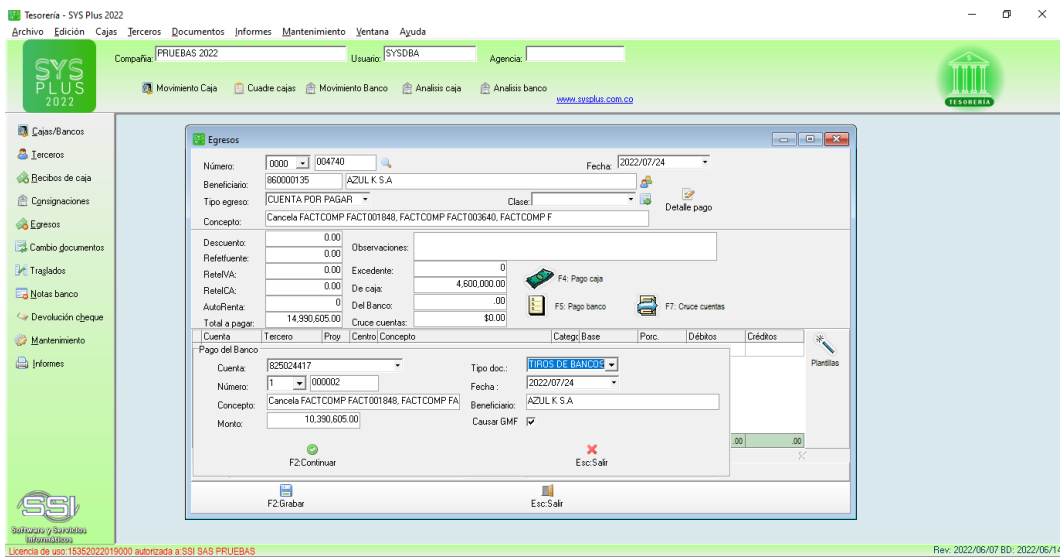 Tesorería - SYS Plus 2022
Archivo Edición Cajas Terceros Documentos Informes Mantenimiento Ventana Ayuda
SYS PLUS 2022
Compañia: PRUEBAS 2022 Usuario: SYSDBA Agencia:
Movimiento Caja Cuadre cajas Movimiento Banco Analisis caja Analisis banco
www.sysplus.com.co
TESORERÍA
Cajas/Bancos
Terceros
Recibos de caja
Consignaciones
Egresos
Cambio documentos
Traglados
Notas banco
Devolución cheque
Mantenimiento
Informes
Egresos
Número: 0000 004740 Fecha: 2022/07/24
Beneficiario: 860000135 AZUL K S.A
Tipo egreso: CUENTA POR PAGAR Clase: Detalle pago
Concepto: Cancela FACTCOMP FACT001848, FACTCOMP FACT003640, FACTCOMP F
Descuento: 0.00 Observaciones:
Retefuente: 0.00
ReteIVA: 0.00 Excedente: 0
ReteICA: 0.00 De caja: 4,600,000.00 F4: Pago caja
AutoRenta: 0 Del Banco: .00 F5: Pago banco F7: Cruce cuentas
Total a pagar: 14,990,605.00 Cruce cuentas: $0.00
Cuenta Tercero Proy Centro Concepto Catego Base Porc. Débitos Créditos
Plantillas
Pago del Banco
Cuenta: 825024417 Tipo doc.: TIROS DE BANCOS
Número: 1 000002 Fecha : 2022/07/24
Concepto: Cancela FACTCOMP FACT001848, FACTCOMP FA Beneficiario: AZUL K S.A
Monto: 10,390,605.00 Causar GMF
.00 .00
F2:Continuar Esc:Salir
F2:Grabar Esc:Salir
SSI
Software y Servicios
Informáticos
Licencia de uso:15352022019000 autorizada a:SSI SAS PRUEBAS Rev: 2022/06/07 BD: 2022/06/14